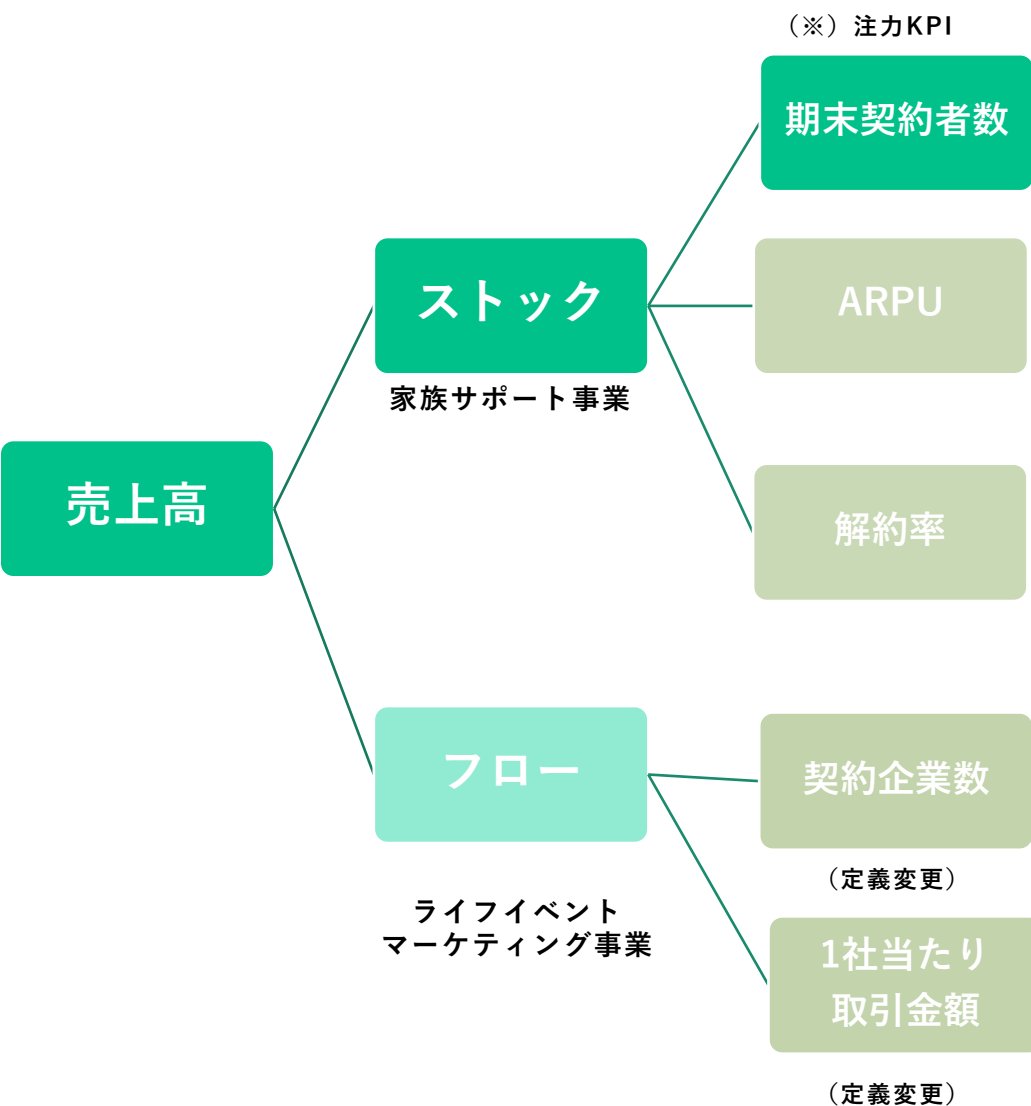 （※）注力KPI
期末契約者数
ストック
ARPU
家族サポート事業
売上高
解約率
フロー
契約企業数
（定義変更）
ライフイベント
マーケティング事業
1社当たり
取引金額
（定義変更）